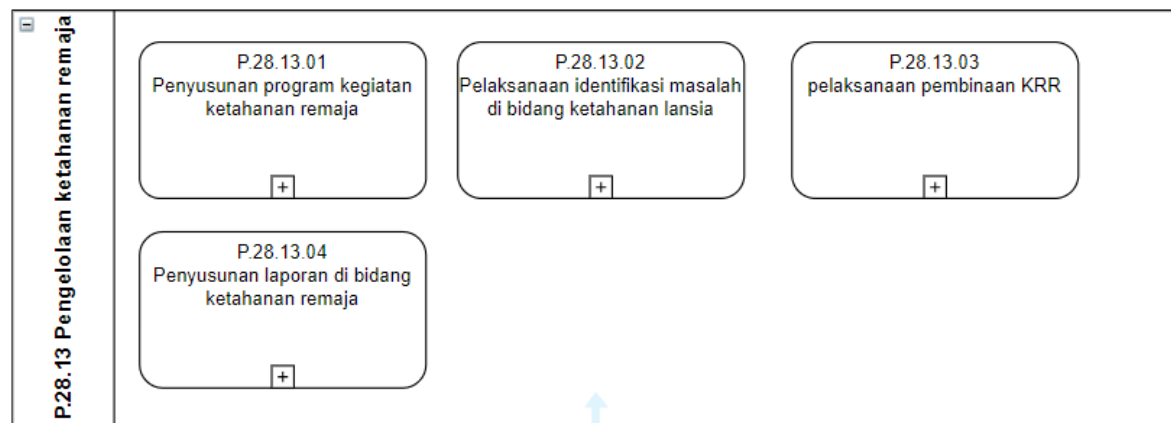 P.28.13 Pengelolaan ketahanan remaja
P.28.13.01
Penyusunan program kegiatan
ketahanan remaja
P.28.13.02
Pelaksanaan identifikasi masalah
di bidang ketahanan lansia
P.28.13.03
pelaksanaan pembinaan KRR
P.28.13.04
Penyusunan laporan di bidang
ketahanan remaja